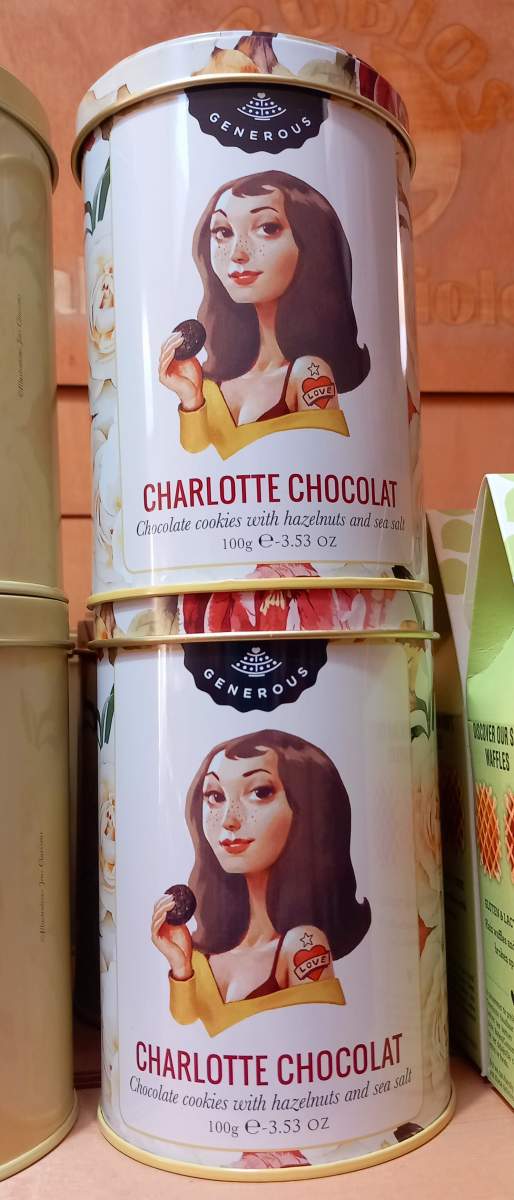 GENEROUS
LOVE
CHARLOTTE CHOCOLAT
Chocolate cookies with hazelnuts and sea salt
100g ℮-3.53 OZ
GENEROUS
LOVE
CHARLOTTE CHOCOLAT
Chocolate cookies with hazelnuts and sea salt
100g ℮-3.53 OZ
DISCOVER OUR
WAFFLES